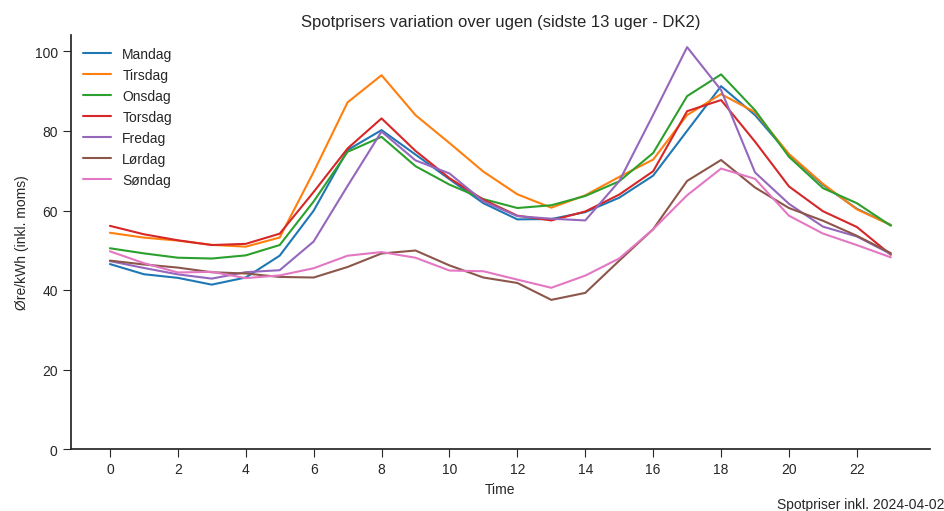 Spotprisers variation over ugen (sidste 13 uger - DK2)
Mandag
Tirsdag
Onsdag
Torsdag
Fredag
Lørdag
Søndag
Øre/kWh (inkl. moms)
100
80
60
40
20
0
0 2 4 6 8 10 12 14 16 18 20 22
Time
Spotpriser inkl. 2024-04-02